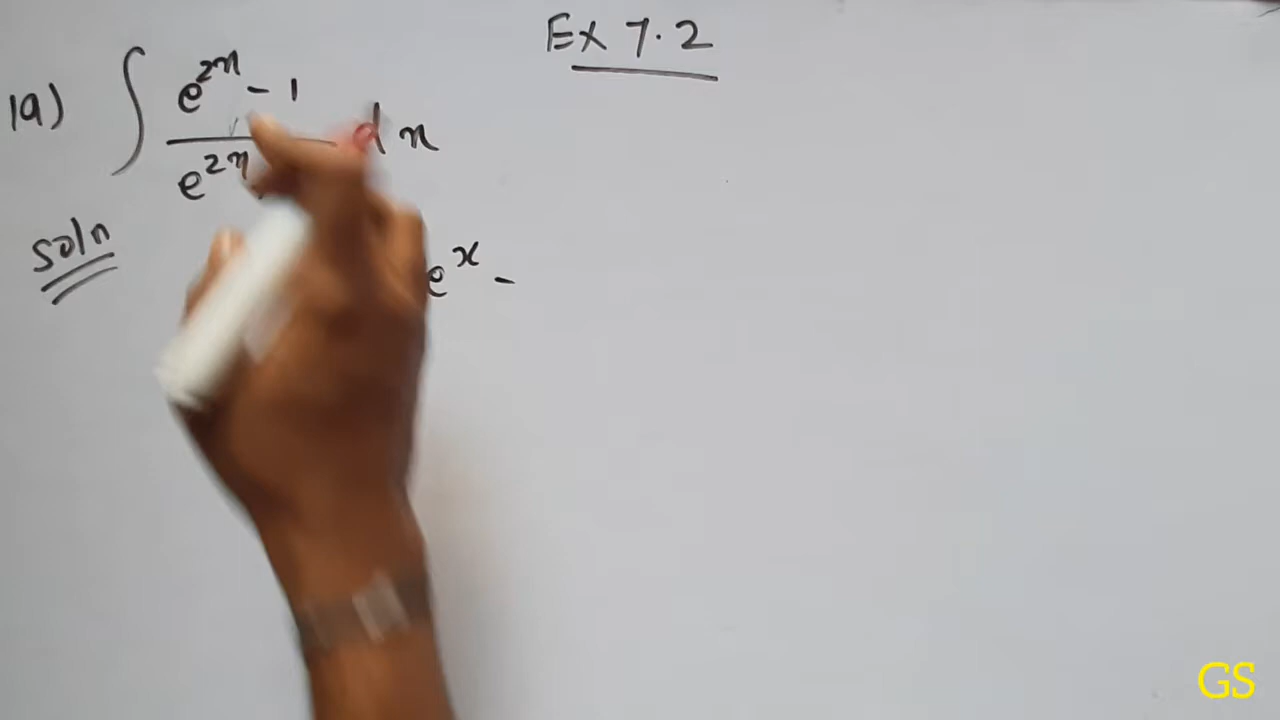 Ex 7.2
19) ∫ e^{2x} - 1 / e^{2x} dx
Soln
e^x -
GS